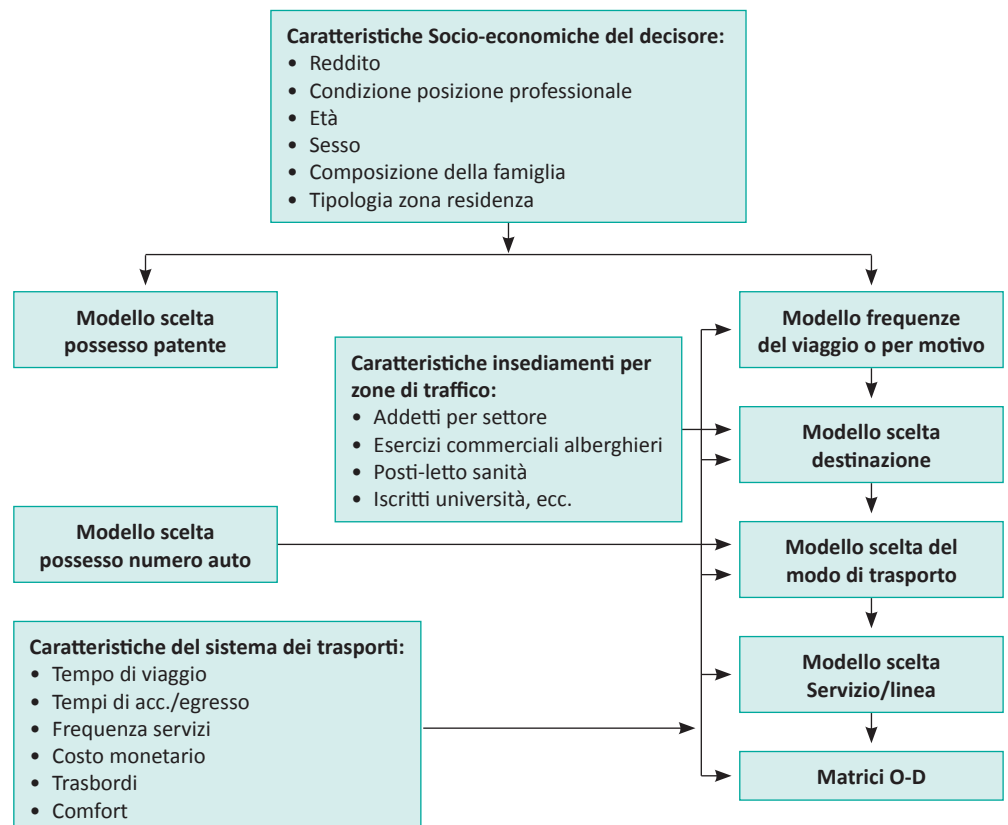 Caratteristiche Socio-economiche del decisore:
• Reddito
• Condizione posizione professionale
• Età
• Sesso
• Composizione della famiglia
• Tipologia zona residenza
Modello scelta
possesso patente
Modello frequenze
del viaggio o per motivo
Caratteristiche insediamenti per
zone di traffico:
• Addetti per settore
• Esercizi commerciali alberghieri
• Posti-letto sanità
• Iscritti università, ecc.
Modello scelta
destinazione
Modello scelta
possesso numero auto
Modello scelta del
modo di trasporto
Caratteristiche del sistema dei trasporti:
• Tempo di viaggio
• Tempi di acc./egresso
• Frequenza servizi
• Costo monetario
• Trasbordi
• Comfort
Modello scelta
Servizio/linea
Matrici O-D